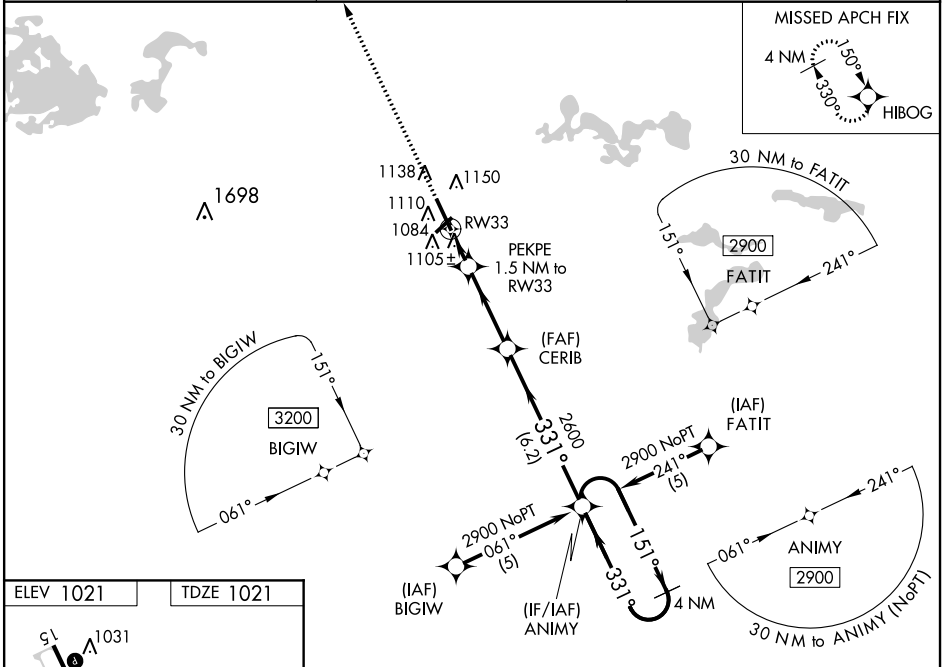 MISSED APCH FIX
4 NM
150°
330°
HIBOG
30 NM to FATIT
151°
2900
FATIT
241°
1698
1138
1150
1110
RW33
1084
1105±
PEKPE
1.5 NM to
RW33
(FAF)
CERIB
30 NM to BIGIW
151°
3200
BIGIW
061°
2600
331°
(6.2)
(IAF)
FATIT
2900 NoPT
241°
(5)
2900 NoPT
061°
(5)
(IAF)
BIGIW
(IF/IAF)
ANIMY
151°
331°
4 NM
061°
241°
ANIMY
2900
30 NM to ANIMY (NoPT)
ELEV 1021
TDZE 1021
15
1031
P